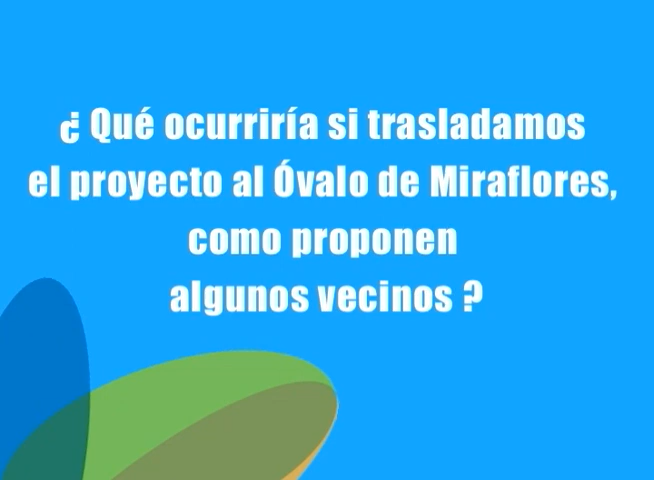 ¿ Qué ocurriría si trasladamos
el proyecto al Óvalo de Miraflores,
como proponen
algunos vecinos ?